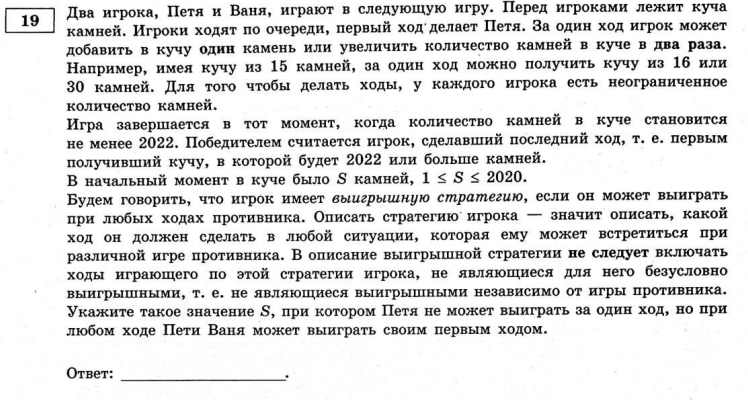 19
Два игрока, Петя и Ваня, играют в следующую игру. Перед игроками лежит куча
камней. Игроки ходят по очереди, первый ход делает Петя. За один ход игрок может
добавить в кучу один камень или увеличить количество камней в куче в два раза.
Например, имея кучу из 15 камней, за один ход можно получить кучу из 16 или
30 камней. Для того чтобы делать ходы, у каждого игрока есть неограниченное
количество камней.
Игра завершается в тот момент, когда количество камней в куче становится
не менее 2022. Победителем считается игрок, сделавший последний ход, т. е. первым
получивший кучу, в которой будет 2022 или больше камней.
В начальный момент в куче было S камней, 1 ≤ S ≤ 2020.
Будем говорить, что игрок имеет выигрышную стратегию, если он может выиграть
при любых ходах противника. Описать стратегию игрока — значит описать, какой
ход он должен сделать в любой ситуации, которая ему может встретиться при
различной игре противника. В описание выигрышной стратегии не следует включать
ходы играющего по этой стратегии игрока, не являющиеся для него безусловно
выигрышными, т. е. не являющиеся выигрышными независимо от игры противника.
Укажите такое значение S, при котором Петя не может выиграть за один ход, но при
любом ходе Пети Ваня может выиграть своим первым ходом.
Ответ: ____________________.